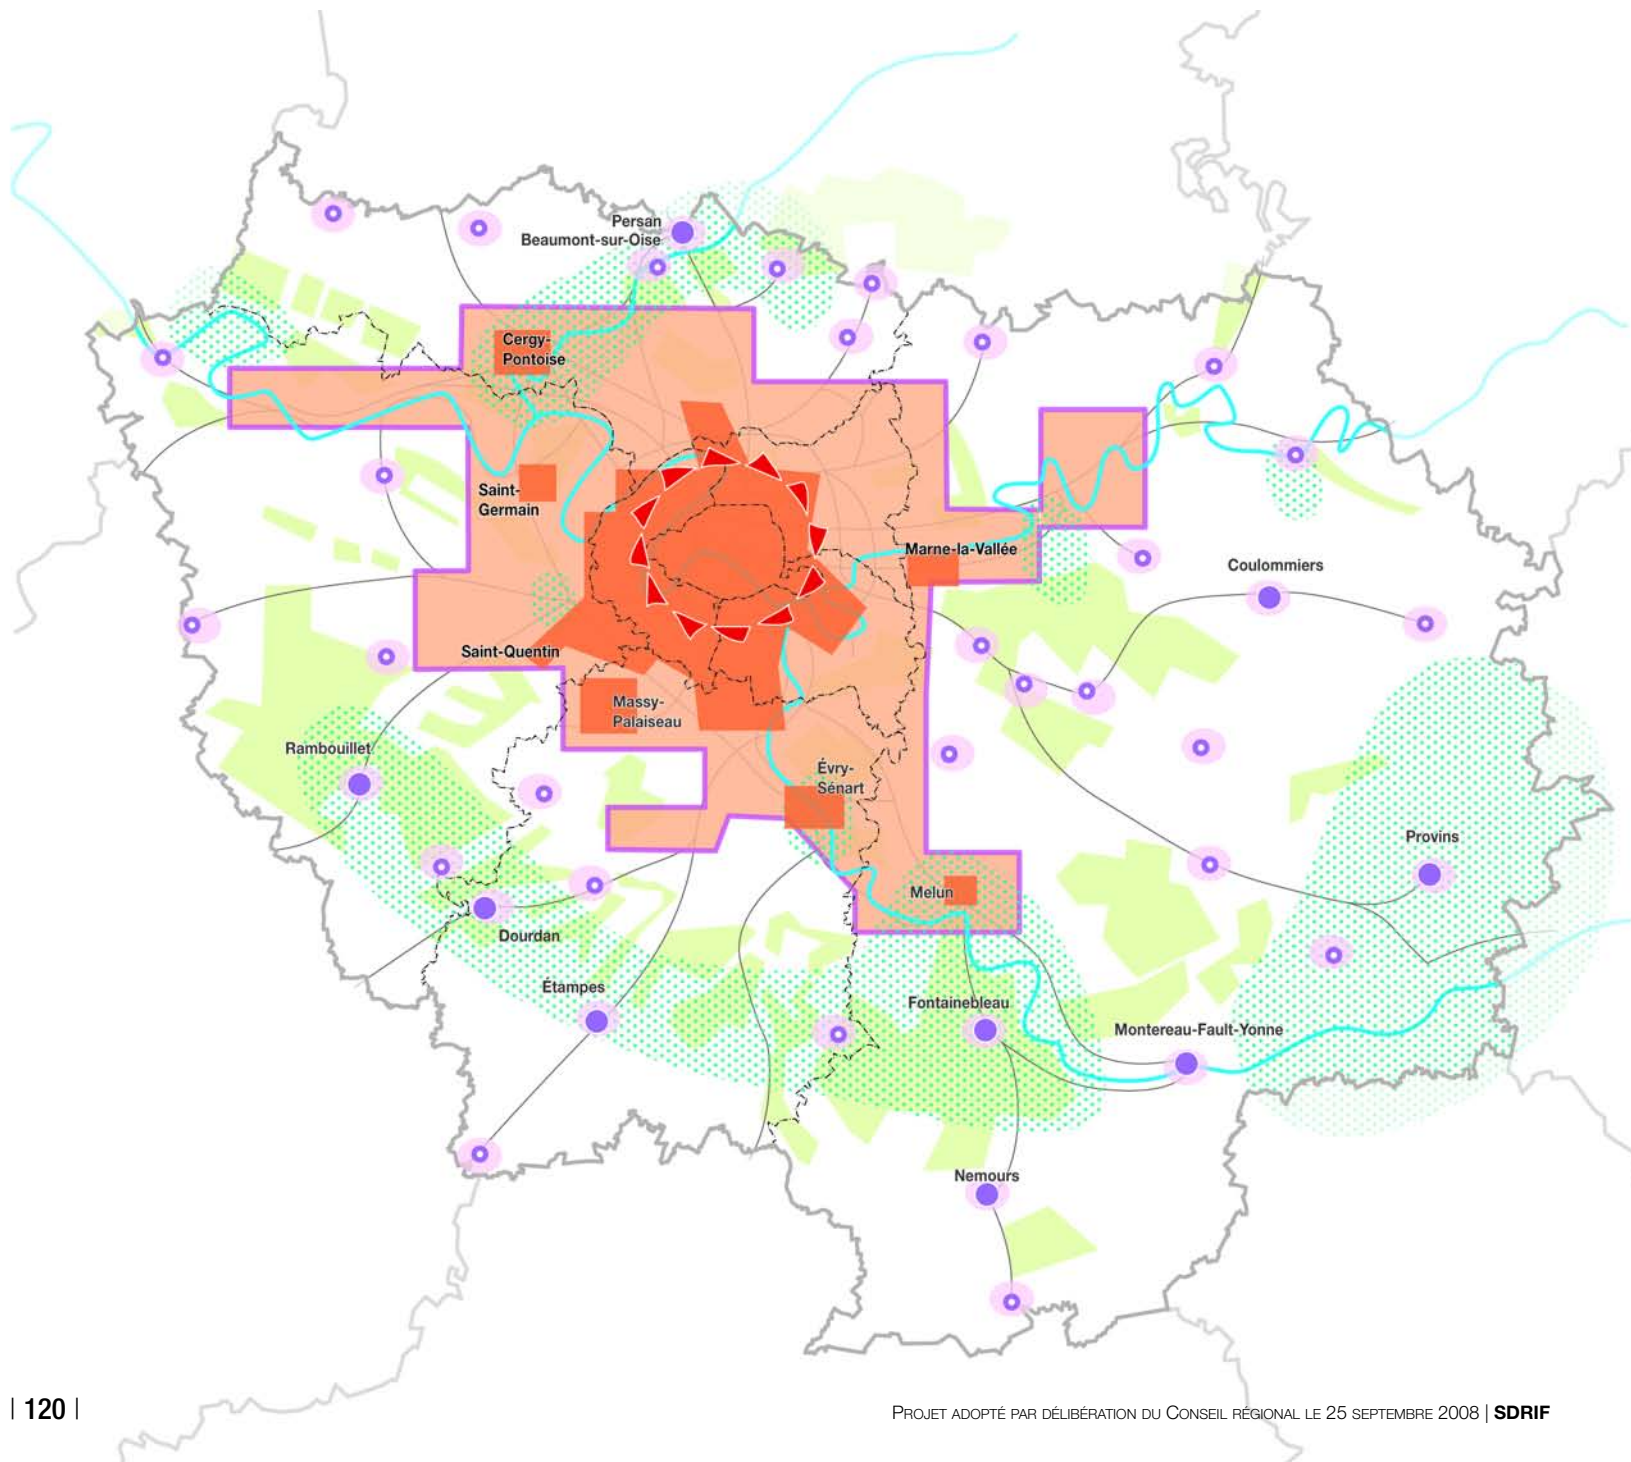 Persan
Beaumont-sur-Oise
Cergy-
Pontoise
Saint-
Germain
Marne-la-Vallée
Coulommiers
Saint-Quentin
Massy-
Palaiseau
Rambouillet
Évry-
Sénart
Provins
Melun
Dourdan
Étampes
Fontainebleau
Montereau-Fault-Yonne
Nemours
| 120 |
PROJET ADOPTÉ PAR DÉLIBÉRATION DU CONSEIL RÉGIONAL LE 25 SEPTEMBRE 2008 | SDRIF